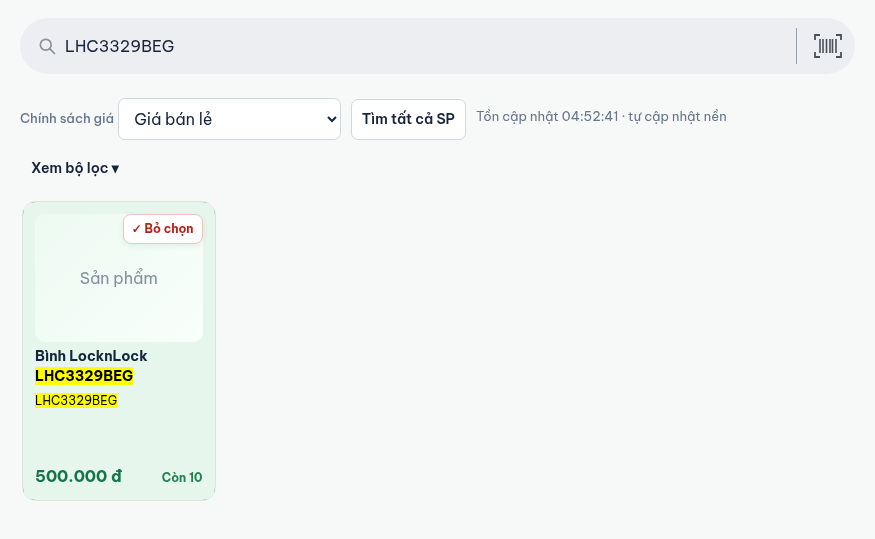 LHC3329BEG
Chính sách giá Giá bán lẻ Tìm tất cả SP Tồn cập nhật 04:52:41 · tự cập nhật nền
Xem bộ lọc ▾
✓ Bỏ chọn
Sản phẩm
Bình LocknLock
LHC3329BEG
LHC3329BEG
500.000 đ Còn 10